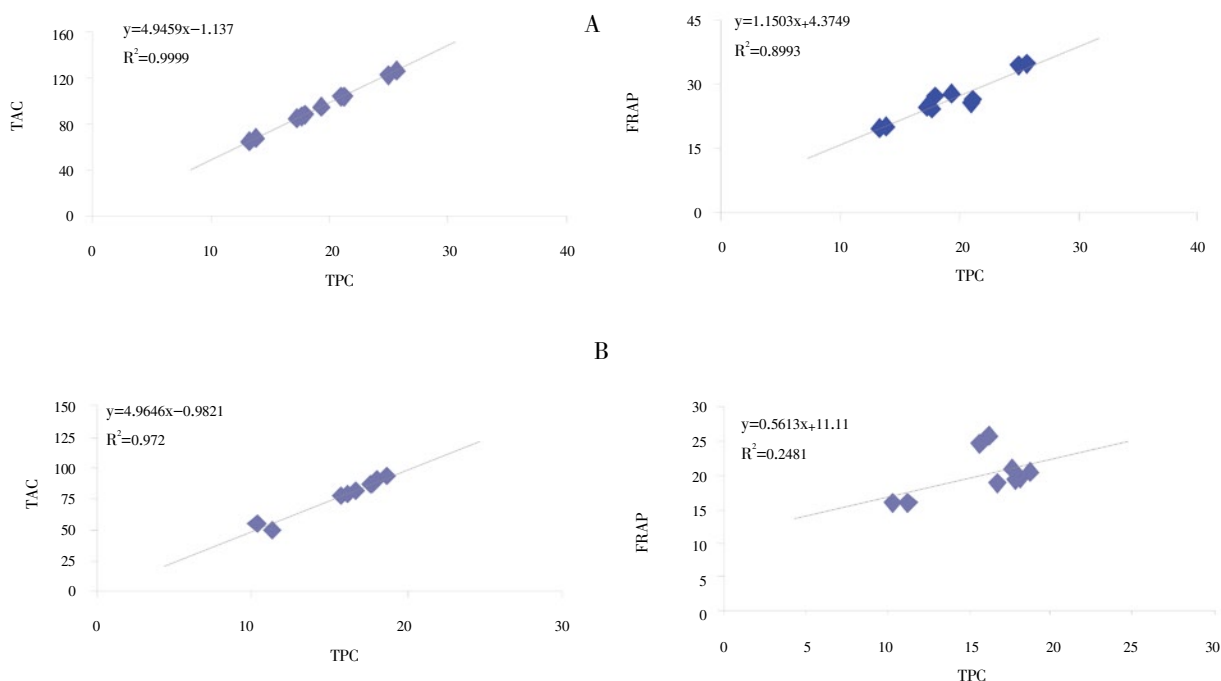 A
y=4.9459x−1.137
R²=0.9999
160
120
80
40
0
TAC
0 10 20 30 40
TPC
y=1.1503x+4.3749
R²=0.8993
45
30
15
0
FRAP
0 10 20 30 40
TPC
B
y=4.9646x−0.9821
R²=0.972
150
125
100
75
50
25
0
TAC
0 10 20 30
TPC
y=0.5613x+11.11
R²=0.2481
30
25
20
15
10
5
0
FRAP
0 5 10 15 20 25 30
TPC